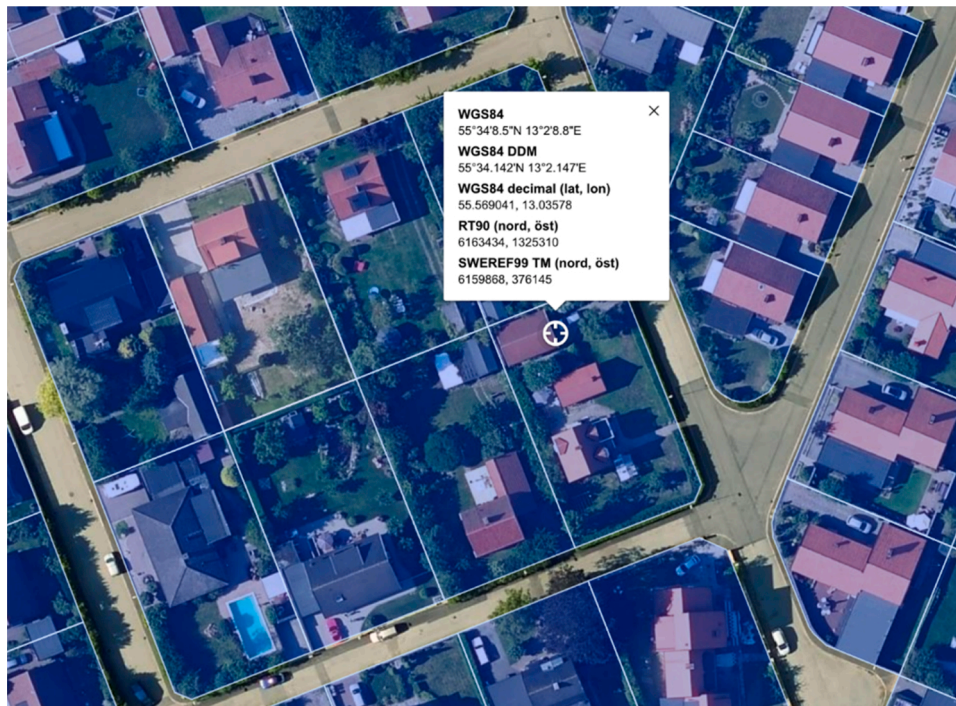 WGS84
55°34'8.5"N 13°2'8.8"E
WGS84 DDM
55°34.142'N 13°2.147'E
WGS84 decimal (lat, lon)
55.569041, 13.03578
RT90 (nord, öst)
6163434, 1325310
SWEREF99 TM (nord, öst)
6159868, 376145